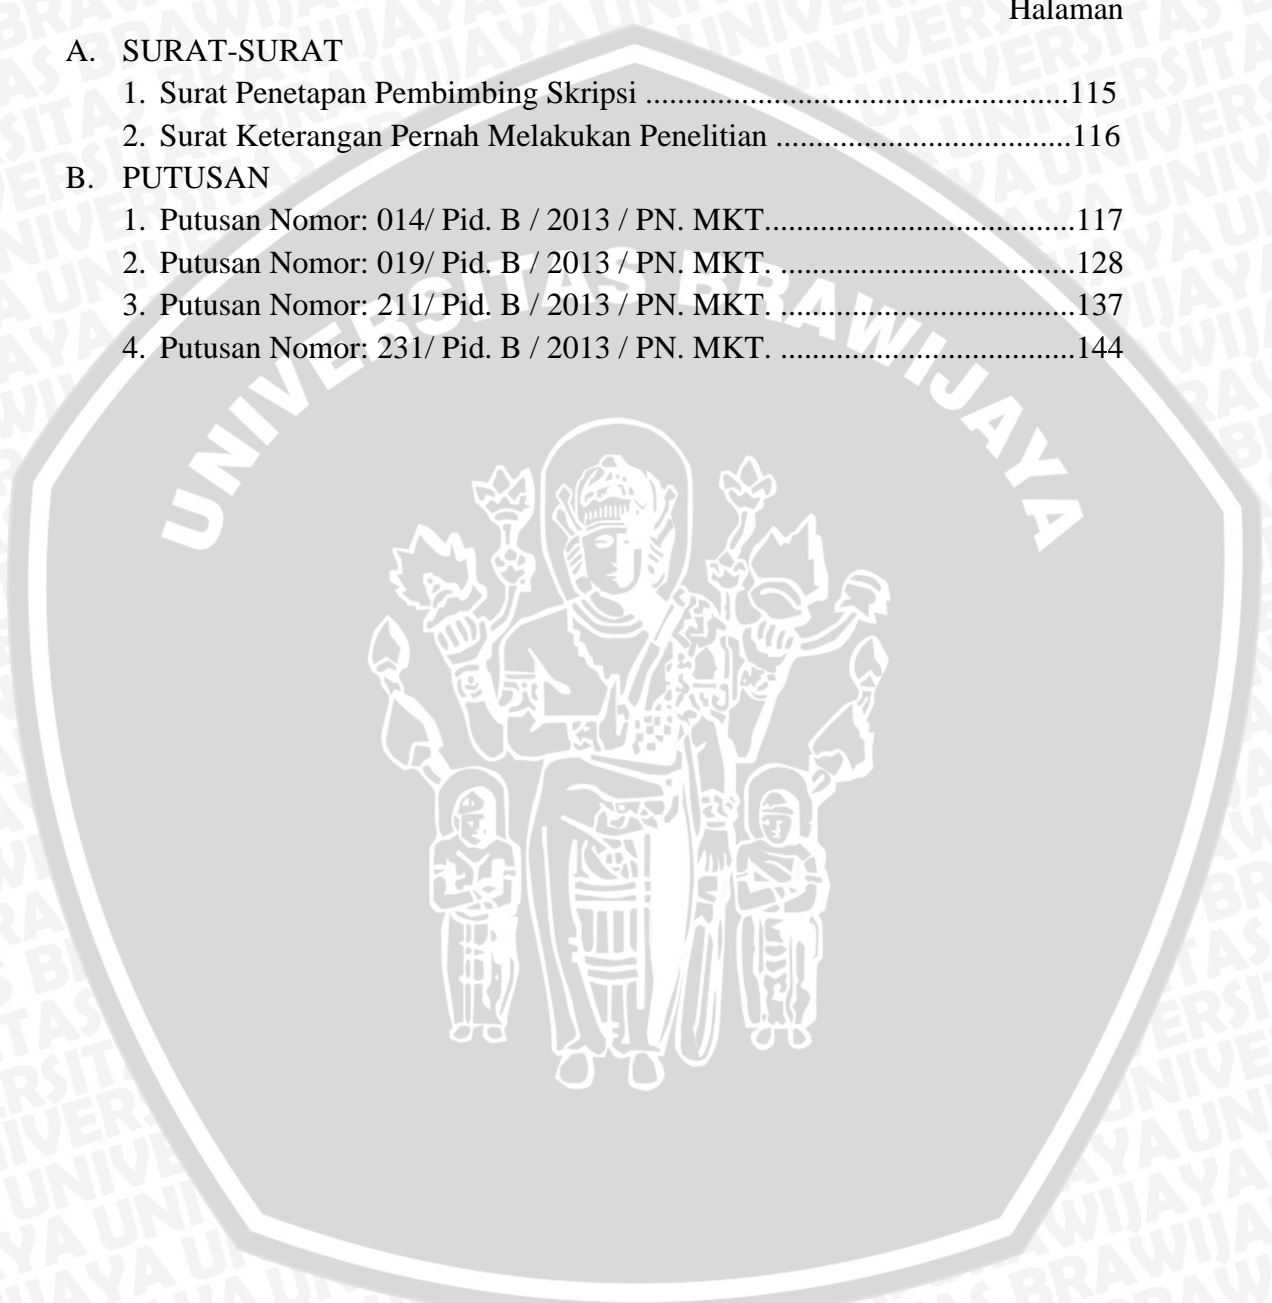 Halaman
A. SURAT-SURAT
1. Surat Penetapan Pembimbing Skripsi ....................................................115
2. Surat Keterangan Pernah Melakukan Penelitian ....................................116
B. PUTUSAN
1. Putusan Nomor: 014/ Pid. B / 2013 / PN. MKT......................................117
2. Putusan Nomor: 019/ Pid. B / 2013 / PN. MKT. ....................................128
3. Putusan Nomor: 211/ Pid. B / 2013 / PN. MKT. ....................................137
4. Putusan Nomor: 231/ Pid. B / 2013 / PN. MKT. ....................................144
UNIVERSITAS BRAWIJAYA